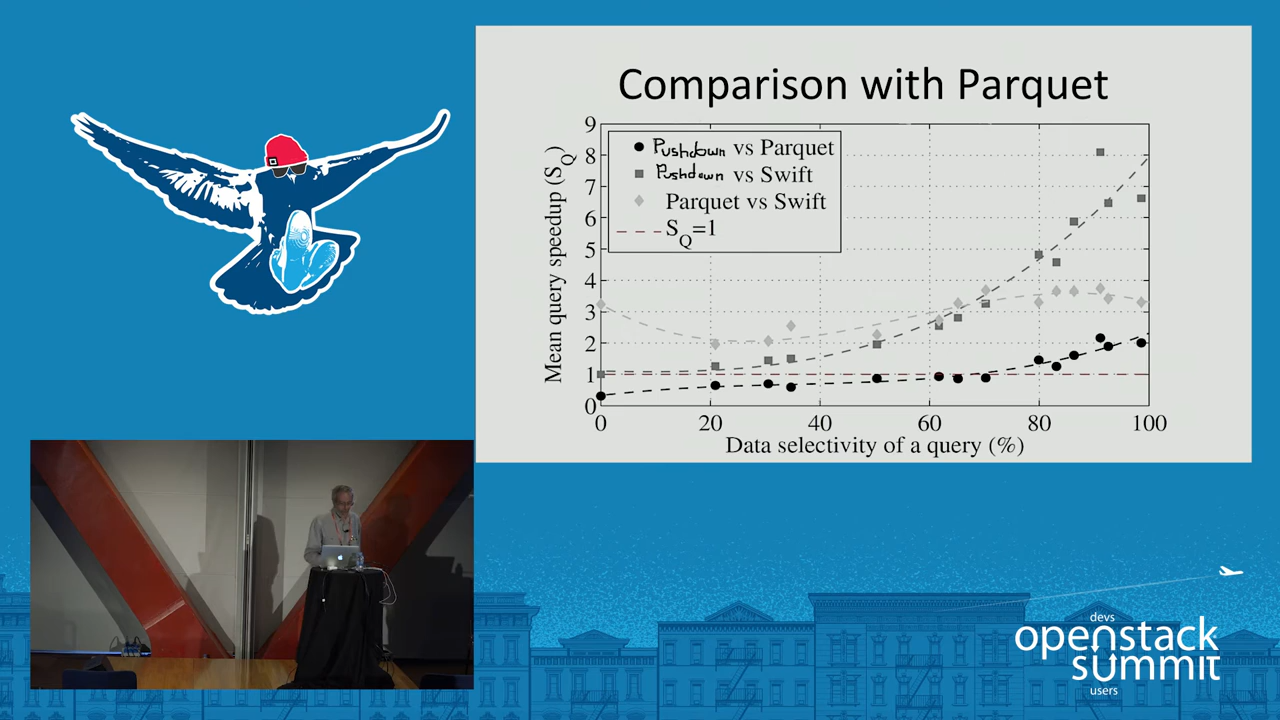 Comparison with Parquet
9
8
7
6
5
4
3
2
1
0
Mean query speedup (S_Q)
Pushdown vs Parquet
Pushdown vs Swift
Parquet vs Swift
S_Q=1
0 20 40 60 80 100
Data selectivity of a query (%)
devs
openstack
summit
users